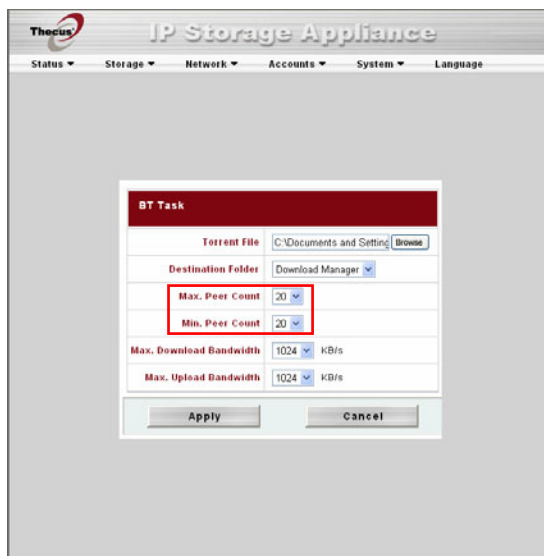 Thecus
IP Storage Appliance
Status Storage Network Accounts System Language
BT Task
Torrent File C:\Documents and Setting Browse
Destination Folder Download Manager
Max. Peer Count 20
Min. Peer Count 20
Max. Download Bandwidth 1024 KB/s
Max. Upload Bandwidth 1024 KB/s
Apply Cancel